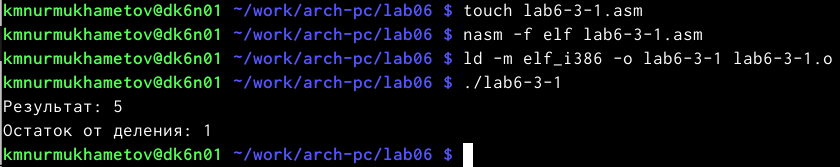 kmnurmukhametov@dk6n01 ~/work/arch-pc/lab06 $ touch lab6-3-1.asm
kmnurmukhametov@dk6n01 ~/work/arch-pc/lab06 $ nasm -f elf lab6-3-1.asm
kmnurmukhametov@dk6n01 ~/work/arch-pc/lab06 $ ld -m elf_i386 -o lab6-3-1 lab6-3-1.o
kmnurmukhametov@dk6n01 ~/work/arch-pc/lab06 $ ./lab6-3-1
Результат: 5
Остаток от деления: 1
kmnurmukhametov@dk6n01 ~/work/arch-pc/lab06 $